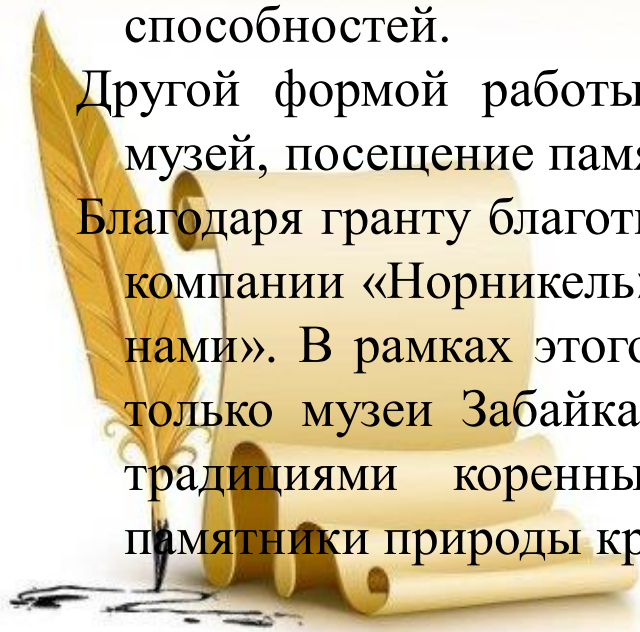 способностей.
Другой формой работы
музей, посещение памя
Благодаря гранту благотв
компании «Норникель»
нами». В рамках этого
только музеи Забайка
традициями коренны
памятники природы кр